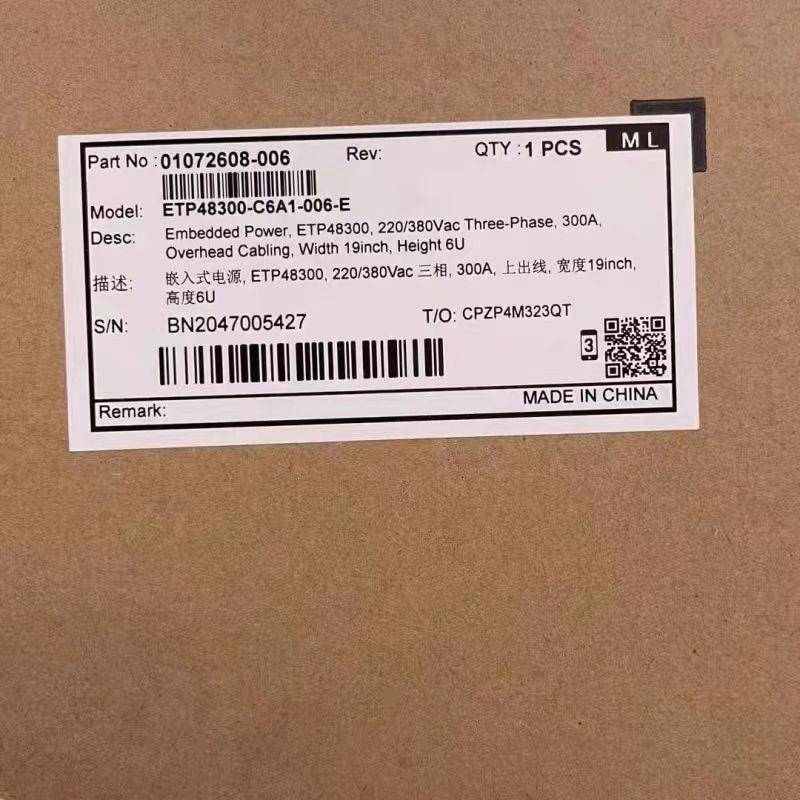 Part No : 01072608-006 Rev: QTY : 1 PCS M L
Model: ETP48300-C6A1-006-E
Desc: Embedded Power, ETP48300, 220/380Vac Three-Phase, 300A,
Overhead Cabling, Width 19inch, Height 6U
描述: 嵌入式电源, ETP48300, 220/380Vac 三相, 300A, 上出线, 宽度19inch,
高度6U
S/N: BN2047005427 T/O: CPZP4M323QT
3
MADE IN CHINA
Remark: